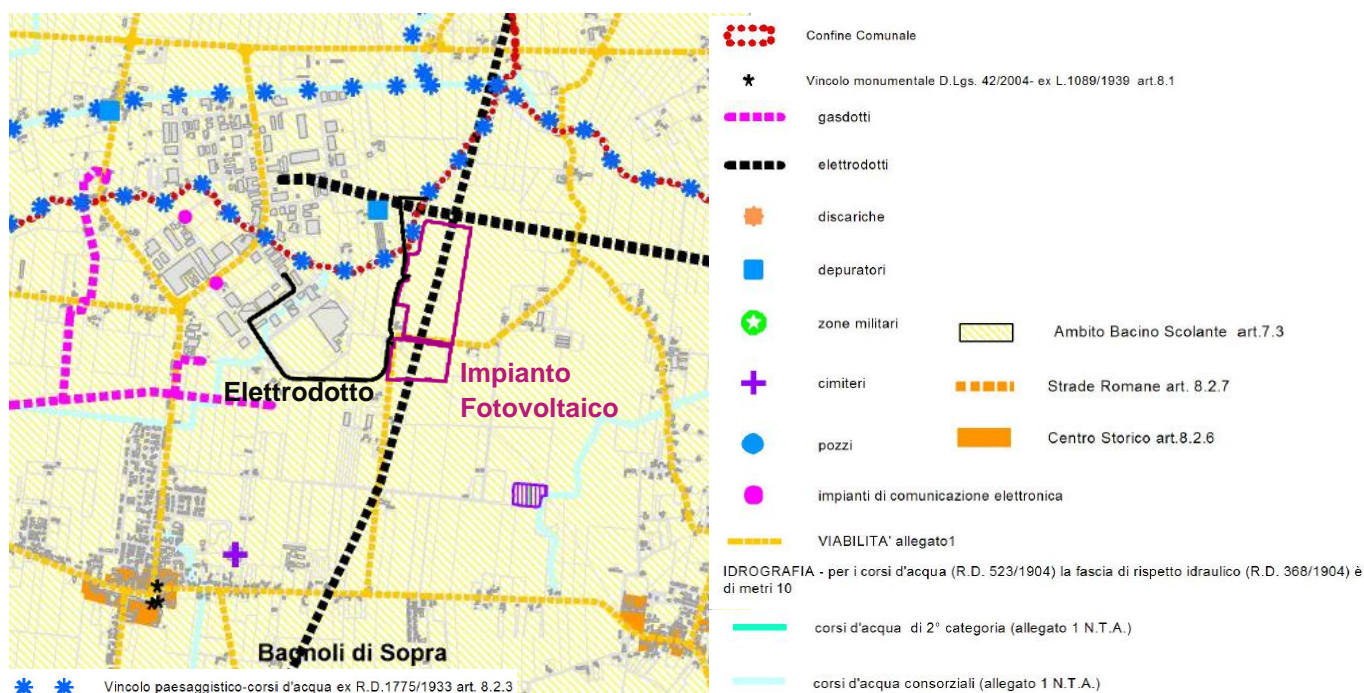 Elettrodotto
Impianto
Fotovoltaico
Bagnoli di Sopra
Vincolo paesaggistico-corsi d'acqua ex R.D.1775/1933 art. 8.2.3
Confine Comunale
Vincolo monumentale D.Lgs. 42/2004- ex L.1089/1939 art.8.1
gasdotti
elettrodotti
discariche
depuratori
zone militari
Ambito Bacino Scolante art.7.3
cimiteri
Strade Romane art. 8.2.7
pozzi
Centro Storico art.8.2.6
impianti di comunicazione elettronica
VIABILITA' allegato1
IDROGRAFIA - per i corsi d'acqua (R.D. 523/1904) la fascia di rispetto idraulico (R.D. 368/1904) è
di metri 10
corsi d'acqua di 2° categoria (allegato 1 N.T.A.)
corsi d'acqua consorziali (allegato 1 N.T.A.)